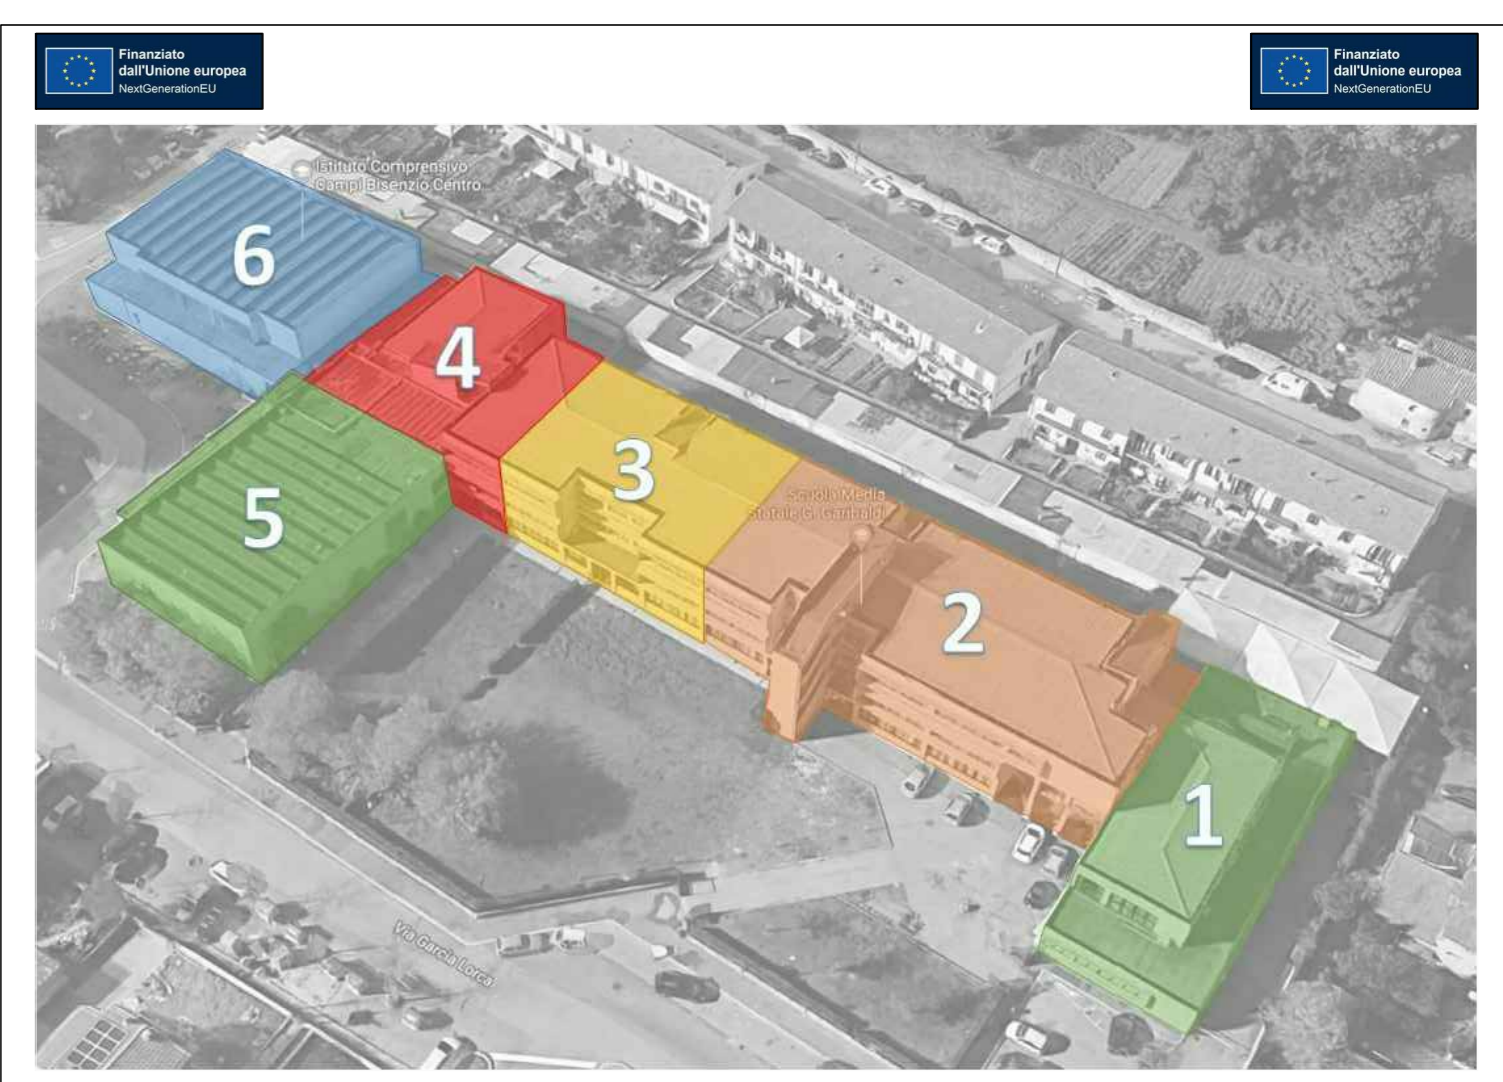 Finanziato
dall'Unione europea
NextGenerationEU
Finanziato
dall'Unione europea
NextGenerationEU
Istituto Comprensivo
Campi Bisenzio Centro
6
4
3
5
Scuola Media
Statale G. Garibaldi
2
1
Via Garcia Lorca